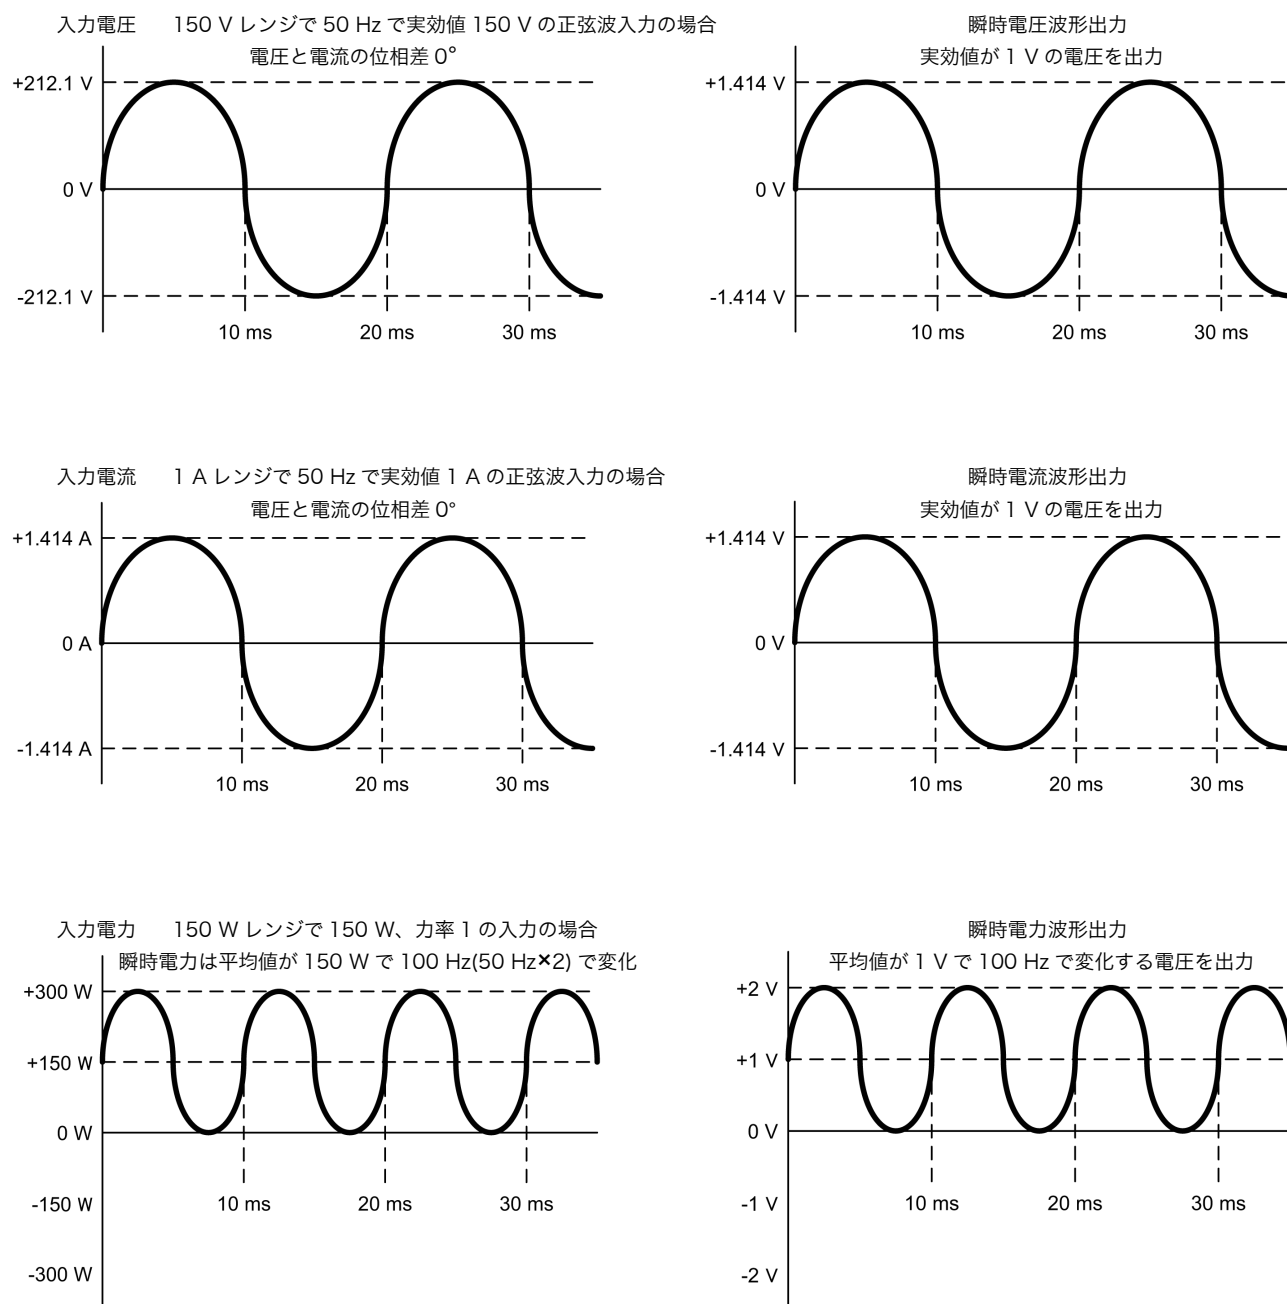 入力電圧 150 V レンジで 50 Hz で実効値 150 V の正弦波入力の場合
電圧と電流の位相差 0°
+212.1 V
0 V
-212.1 V
10 ms 20 ms 30 ms
瞬時電圧波形出力
実効値が 1 V の電圧を出力
+1.414 V
0 V
-1.414 V
10 ms 20 ms 30 ms
入力電流 1 A レンジで 50 Hz で実効値 1 A の正弦波入力の場合
電圧と電流の位相差 0°
+1.414 A
0 A
-1.414 A
10 ms 20 ms 30 ms
瞬時電流波形出力
実効値が 1 V の電圧を出力
+1.414 V
0 V
-1.414 V
10 ms 20 ms 30 ms
入力電力 150 W レンジで 150 W、力率 1 の入力の場合
瞬時電力は平均値が 150 W で 100 Hz(50 Hz×2) で変化
+300 W
+150 W
0 W
-150 W
-300 W
10 ms 20 ms 30 ms
瞬時電力波形出力
平均値が 1 V で 100 Hz で変化する電圧を出力
+2 V
+1 V
0 V
-1 V
-2 V
10 ms 20 ms 30 ms